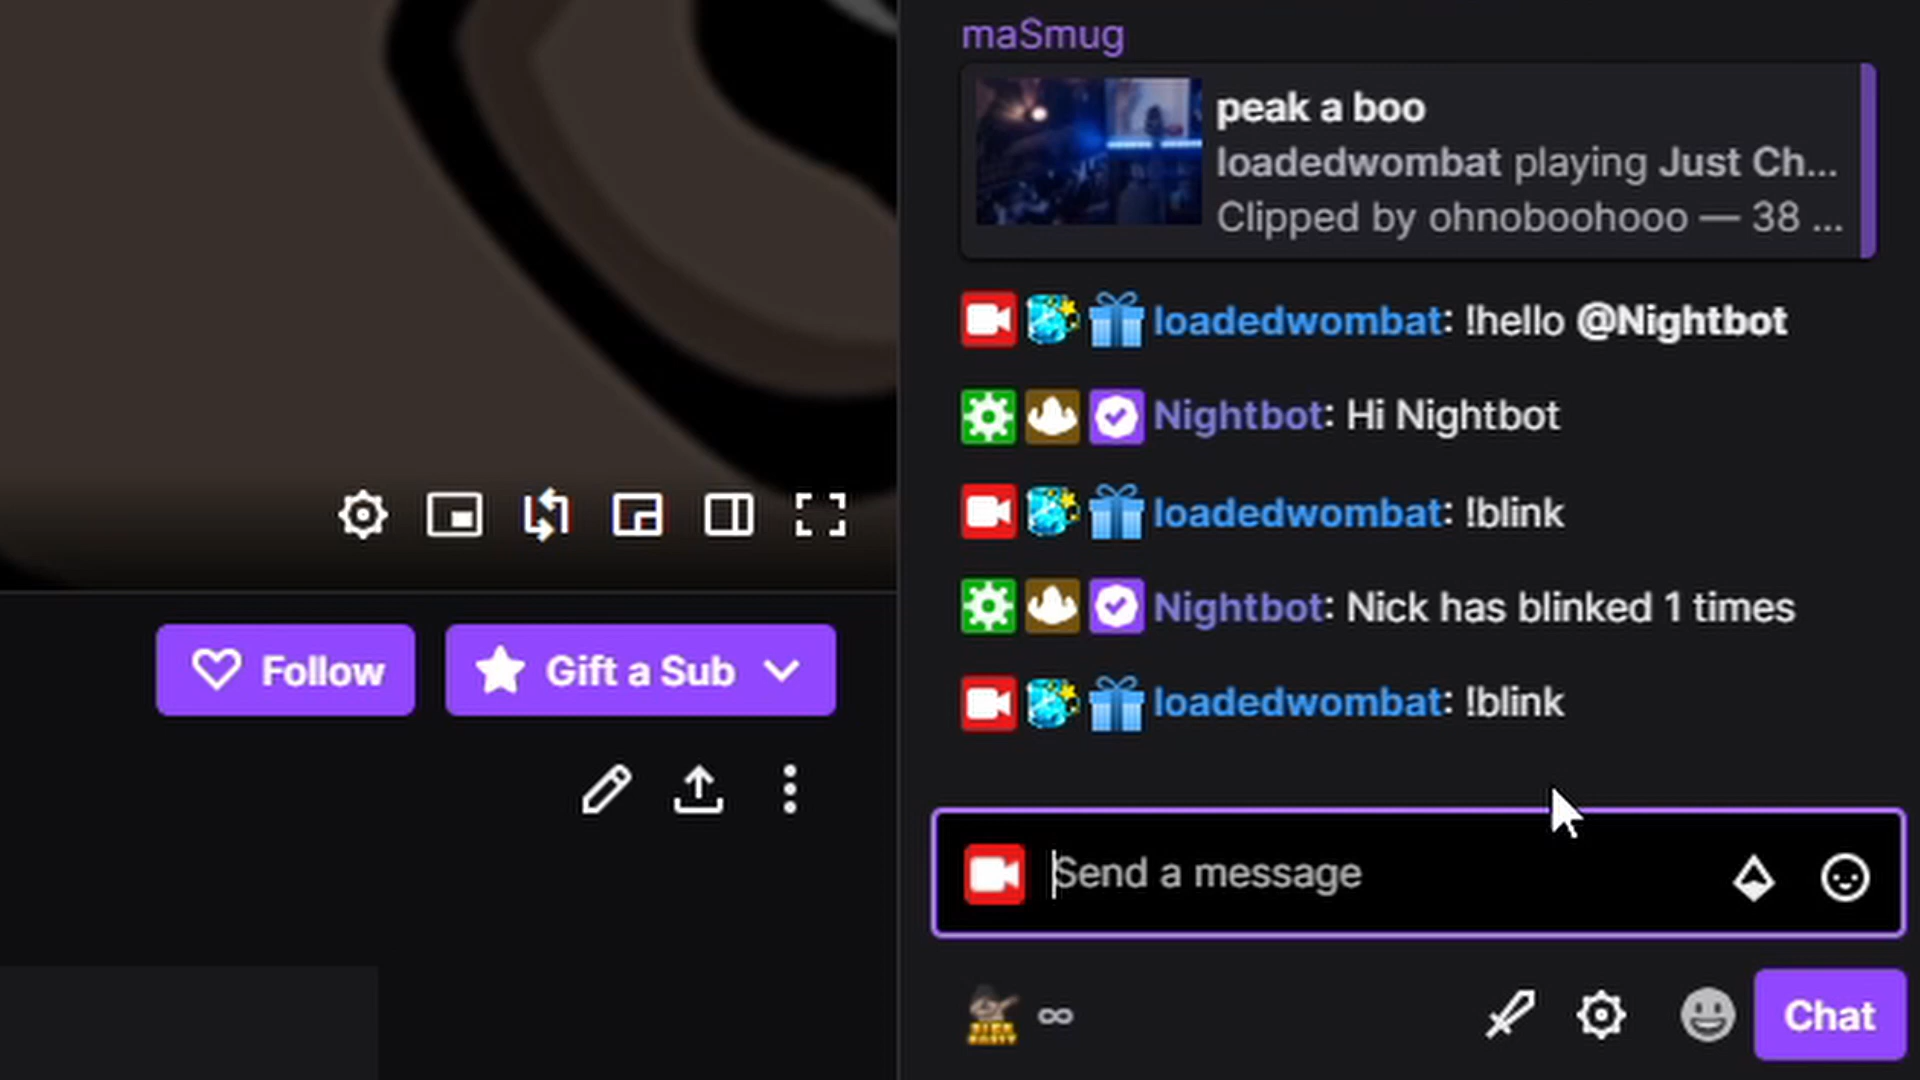 maSmug
peak a boo
loadedwombat playing Just Ch...
Clipped by ohnoboohooo — 38 ...
loadedwombat: !hello @Nightbot
Nightbot: Hi Nightbot
loadedwombat: !blink
Nightbot: Nick has blinked 1 times
loadedwombat: !blink
Follow
Gift a Sub
Send a message
∞
Chat